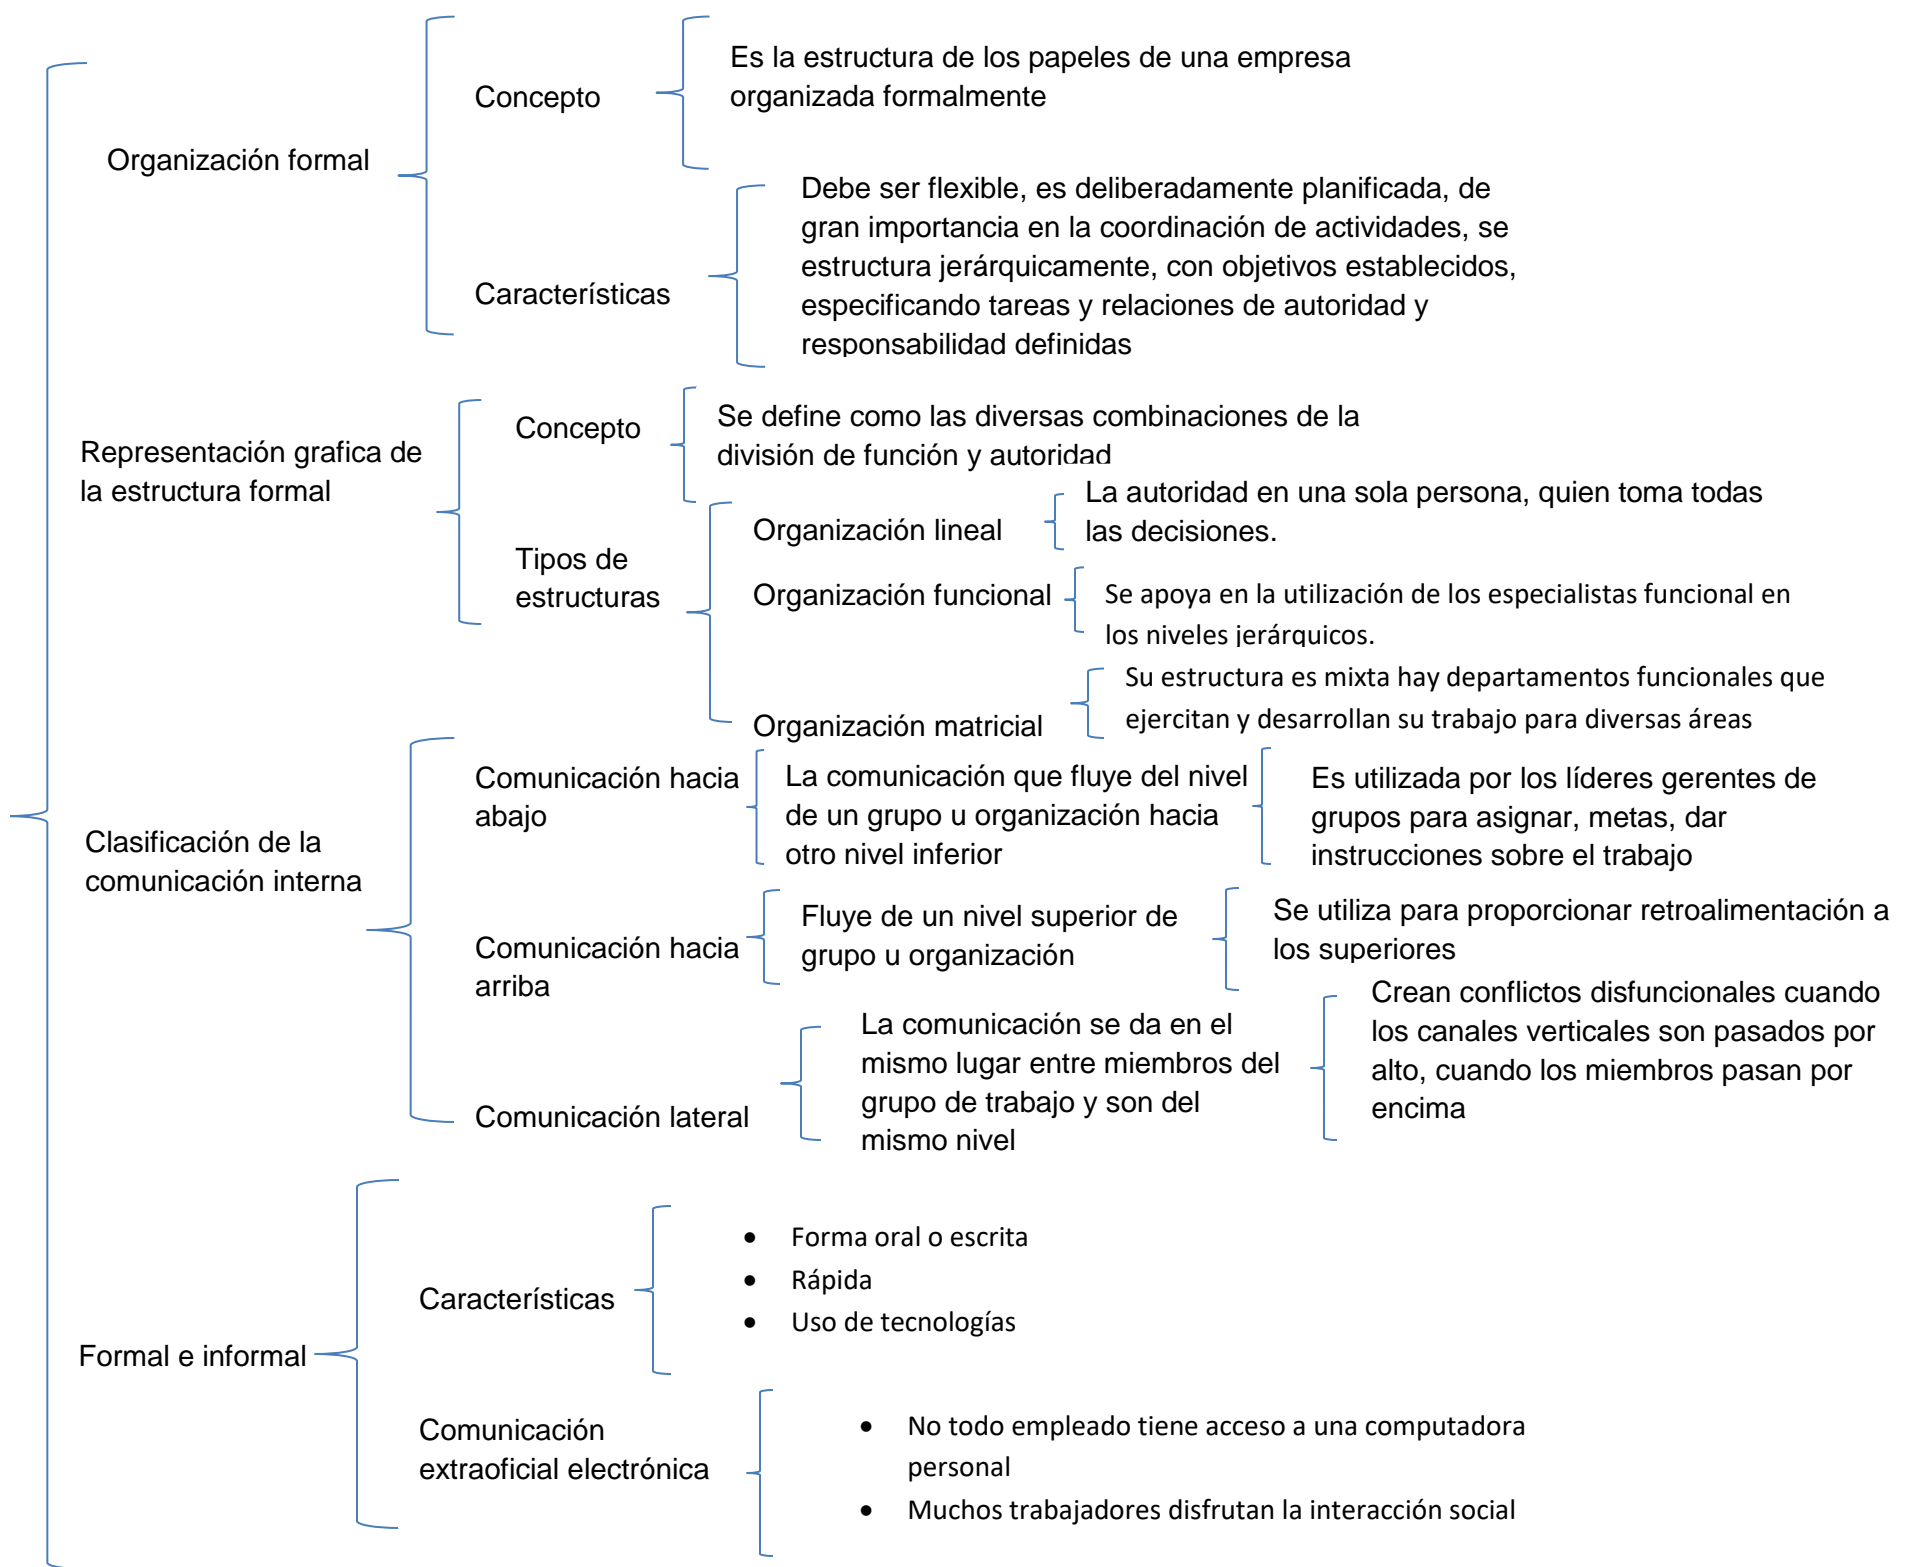 Organización formal
Concepto
Es la estructura de los papeles de una empresa
organizada formalmente
Características
Debe ser flexible, es deliberadamente planificada, de
gran importancia en la coordinación de actividades, se
estructura jerárquicamente, con objetivos establecidos,
especificando tareas y relaciones de autoridad y
responsabilidad definidas
Representación grafica de
la estructura formal
Concepto
Se define como las diversas combinaciones de la
división de función y autoridad
Tipos de
estructuras
Organización lineal
La autoridad en una sola persona, quien toma todas
las decisiones.
Organización funcional
Se apoya en la utilización de los especialistas funcional en
los niveles jerárquicos.
Organización matricial
Su estructura es mixta hay departamentos funcionales que
ejercitan y desarrollan su trabajo para diversas áreas
Clasificación de la
comunicación interna
Comunicación hacia
abajo
La comunicación que fluye del nivel
de un grupo u organización hacia
otro nivel inferior
Es utilizada por los líderes gerentes de
grupos para asignar, metas, dar
instrucciones sobre el trabajo
Comunicación hacia
arriba
Fluye de un nivel superior de
grupo u organización
Se utiliza para proporcionar retroalimentación a
los superiores
Comunicación lateral
La comunicación se da en el
mismo lugar entre miembros del
grupo de trabajo y son del
mismo nivel
Crean conflictos disfuncionales cuando
los canales verticales son pasados por
alto, cuando los miembros pasan por
encima
Formal e informal
Características
• Forma oral o escrita
• Rápida
• Uso de tecnologías
Comunicación
extraoficial electrónica
• No todo empleado tiene acceso a una computadora
personal
• Muchos trabajadores disfrutan la interacción social